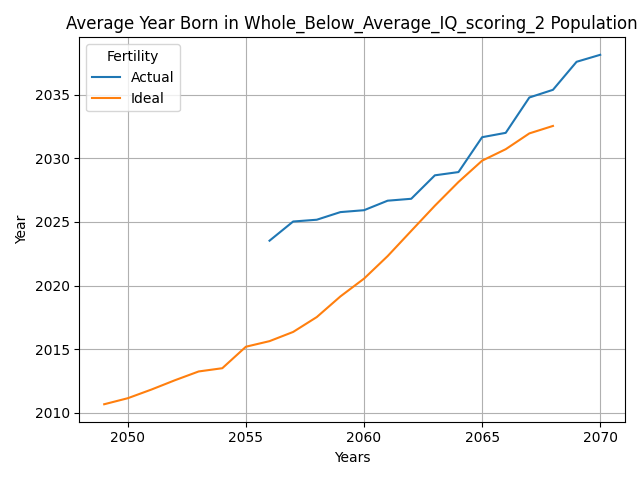 Average Year Born in Whole_Below_Average_IQ_scoring_2 Population
Fertility
Actual
Ideal
2035
2030
2025
2020
2015
2010
Year
2050
2055
2060
2065
2070
Years